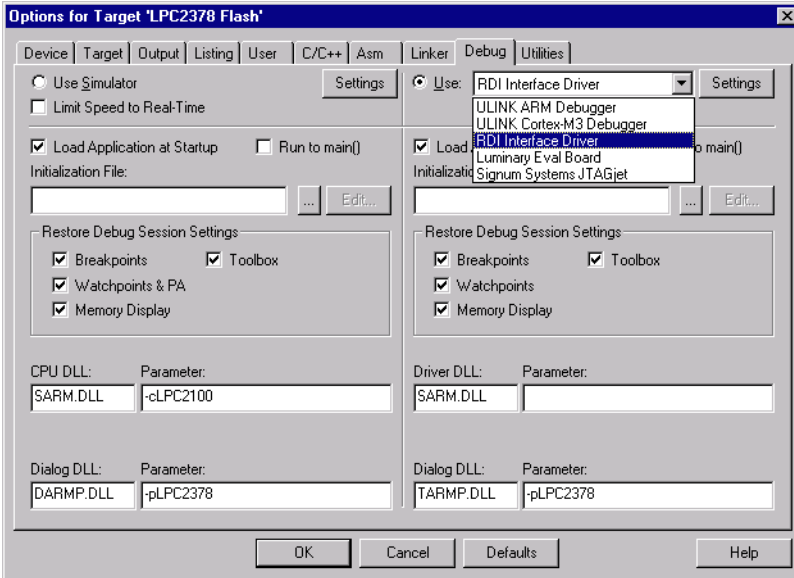 Options for Target 'LPC2378 Flash'
Device Target Output Listing User C/C++ Asm Linker Debug Utilities
Use Simulator Settings
Limit Speed to Real-Time
Use: RDI Interface Driver Settings
ULINK ARM Debugger
ULINK Cortex-M3 Debugger
RDI Interface Driver
Luminary Eval Board
Signum Systems JTAGjet
Load Application at Startup Run to main()
Initialization File:
... Edit...
Restore Debug Session Settings
Breakpoints Toolbox
Watchpoints & PA
Memory Display
CPU DLL: Parameter:
SARM.DLL -cLPC2100
Dialog DLL: Parameter:
DARMP.DLL -pLPC2378
Load o main()
... Edit...
Restore Debug Session Settings
Breakpoints Toolbox
Watchpoints
Memory Display
Driver DLL: Parameter:
SARM.DLL
Dialog DLL: Parameter:
TARMP.DLL -pLPC2378
OK Cancel Defaults Help